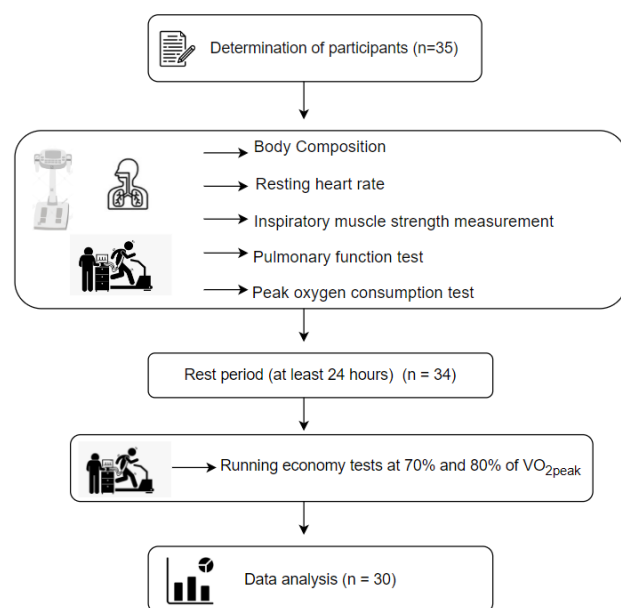 Determination of participants (n=35)
Body Composition
Resting heart rate
Inspiratory muscle strength measurement
Pulmonary function test
Peak oxygen consumption test
Rest period (at least 24 hours) (n = 34)
Running economy tests at 70% and 80% of VO2peak
Data analysis (n = 30)